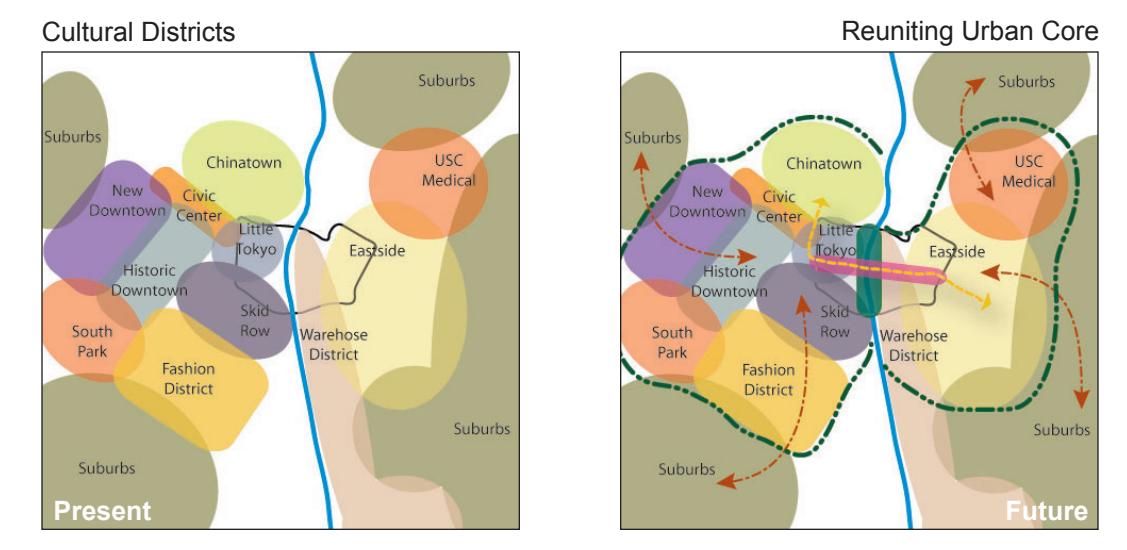 Cultural Districts
Suburbs
Suburbs
Chinatown
USC
Medical
New
Downtown
Civic
Center
Little
Tokyo
Eastside
Historic
Downtown
Skid
Row
South
Park
Warehose
District
Fashion
District
Suburbs
Suburbs
Present
Reuniting Urban Core
Suburbs
Suburbs
Chinatown
USC
Medical
New
Downtown
Civic
Center
Little
Tokyo
Eastside
Historic
Downtown
Skid
Row
South
Park
Warehose
District
Fashion
District
Suburbs
Suburbs
Future